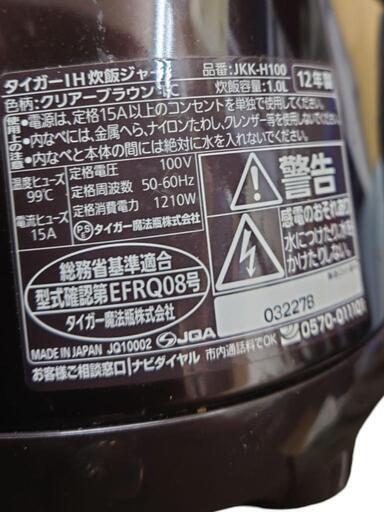 タイガーIH炊飯ジャー 品番:JKK-H100 12年製
色柄:クリアーブラウン TC 炊飯容量:1.0L
●電源は、定格15A以上のコンセントを単独で使用してください。
●内なべには、金属へら、ナイロンたわし、クレンザー等を使用しないでください。
●内なべと本体の間には絶対に水を入れないでください。
温度ヒューズ 99℃
電流ヒューズ 15A
定格電圧 100V
定格周波数 50-60Hz
定格消費電力 1210W
PSE タイガー魔法瓶株式会社
警告
感電のおそれあり
水につけたり、水を
かけたりしない。
総務省基準適合
型式確認第EFRQ08号
タイガー魔法瓶株式会社
03227B
MADE IN JAPAN JQ10002 JQA
お客様ご相談窓口 ナビダイヤル 市内通話料でOK 0570-011101